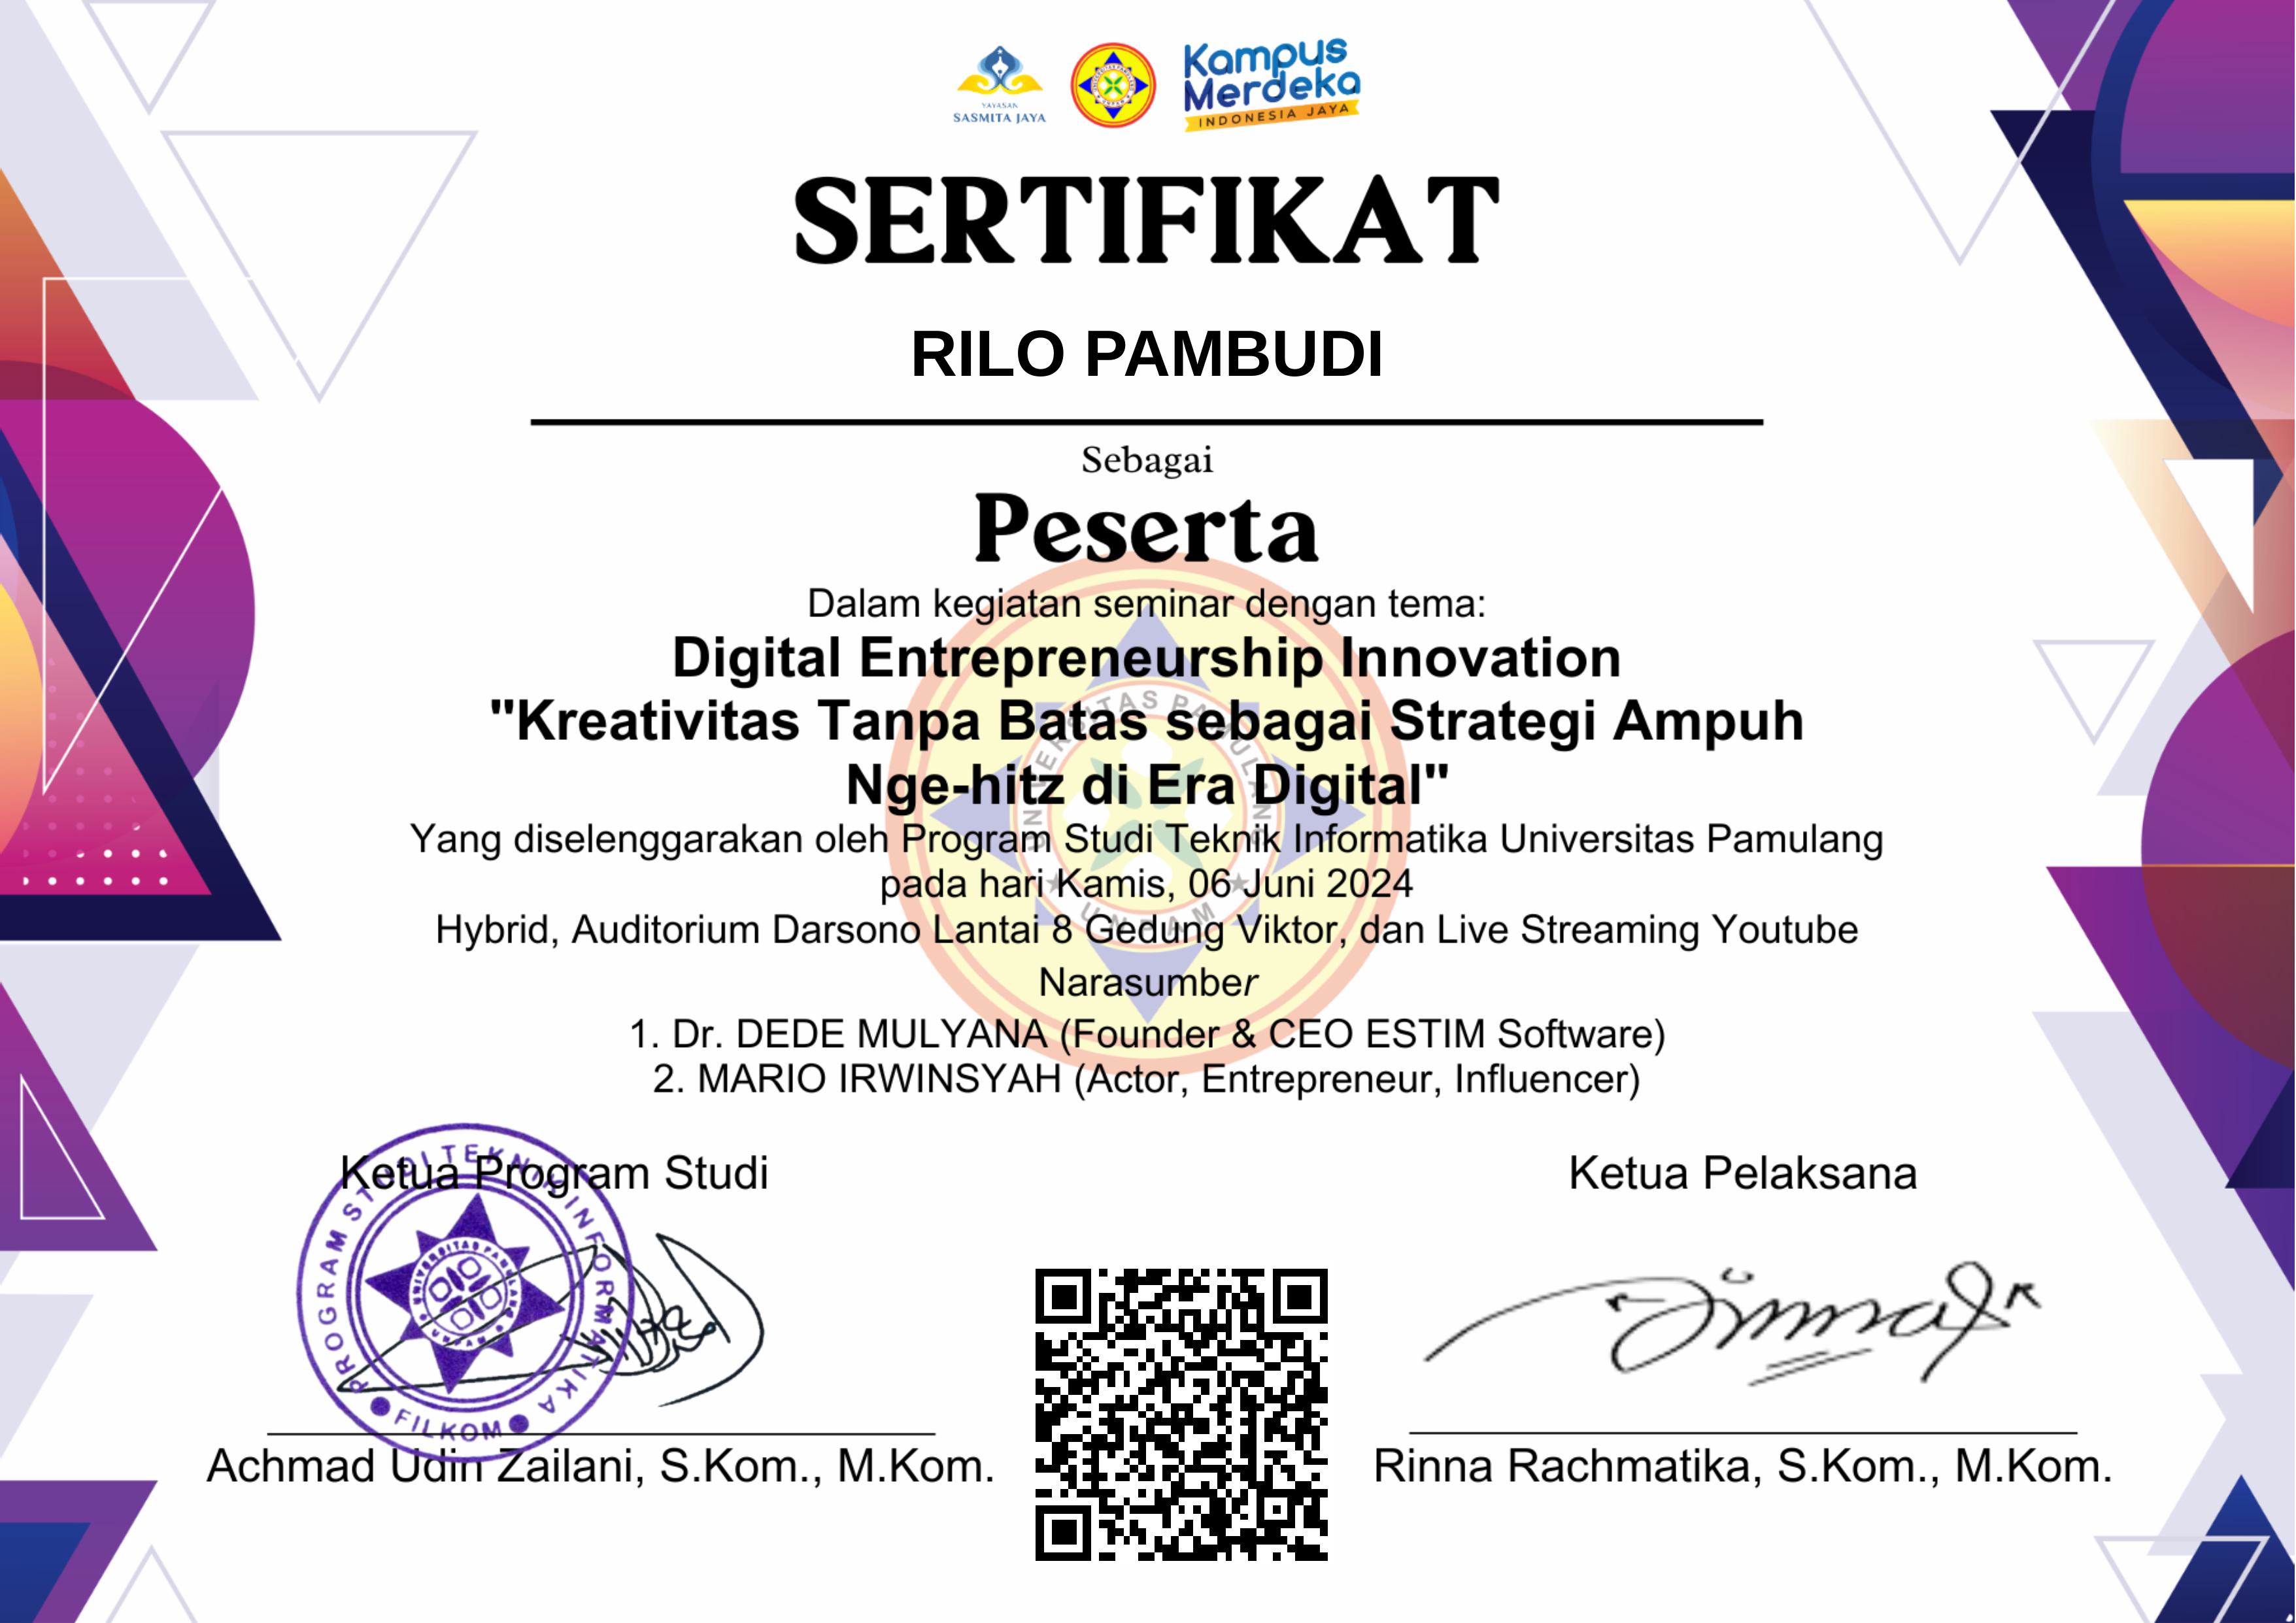 YAYASAN
SASMITA JAYA
Kampus
Merdeka
INDONESIA JAYA
SERTIFIKAT
RILO PAMBUDI
Sebagai
Peserta
Dalam kegiatan seminar dengan tema:
Digital Entrepreneurship Innovation
"Kreativitas Tanpa Batas sebagai Strategi Ampuh
Nge-hitz di Era Digital"
Yang diselenggarakan oleh Program Studi Teknik Informatika Universitas Pamulang
pada hari Kamis, 06 Juni 2024
Hybrid, Auditorium Darsono Lantai 8 Gedung Viktor, dan Live Streaming Youtube
UNIVERSITAS PAMULANG
UNPAM
Narasumber
1. Dr. DEDE MULYANA (Founder & CEO ESTIM Software)
2. MARIO IRWINSYAH (Actor, Entrepreneur, Influencer)
Ketua Program Studi
Ketua Pelaksana
PROGRAM STUDI TEKNIK INFORMATIKA
FILKOM
UNIVERSITAS PAMULANG
UNPAM
Achmad Udin Zailani, S.Kom., M.Kom.
Rinna Rachmatika, S.Kom., M.Kom.